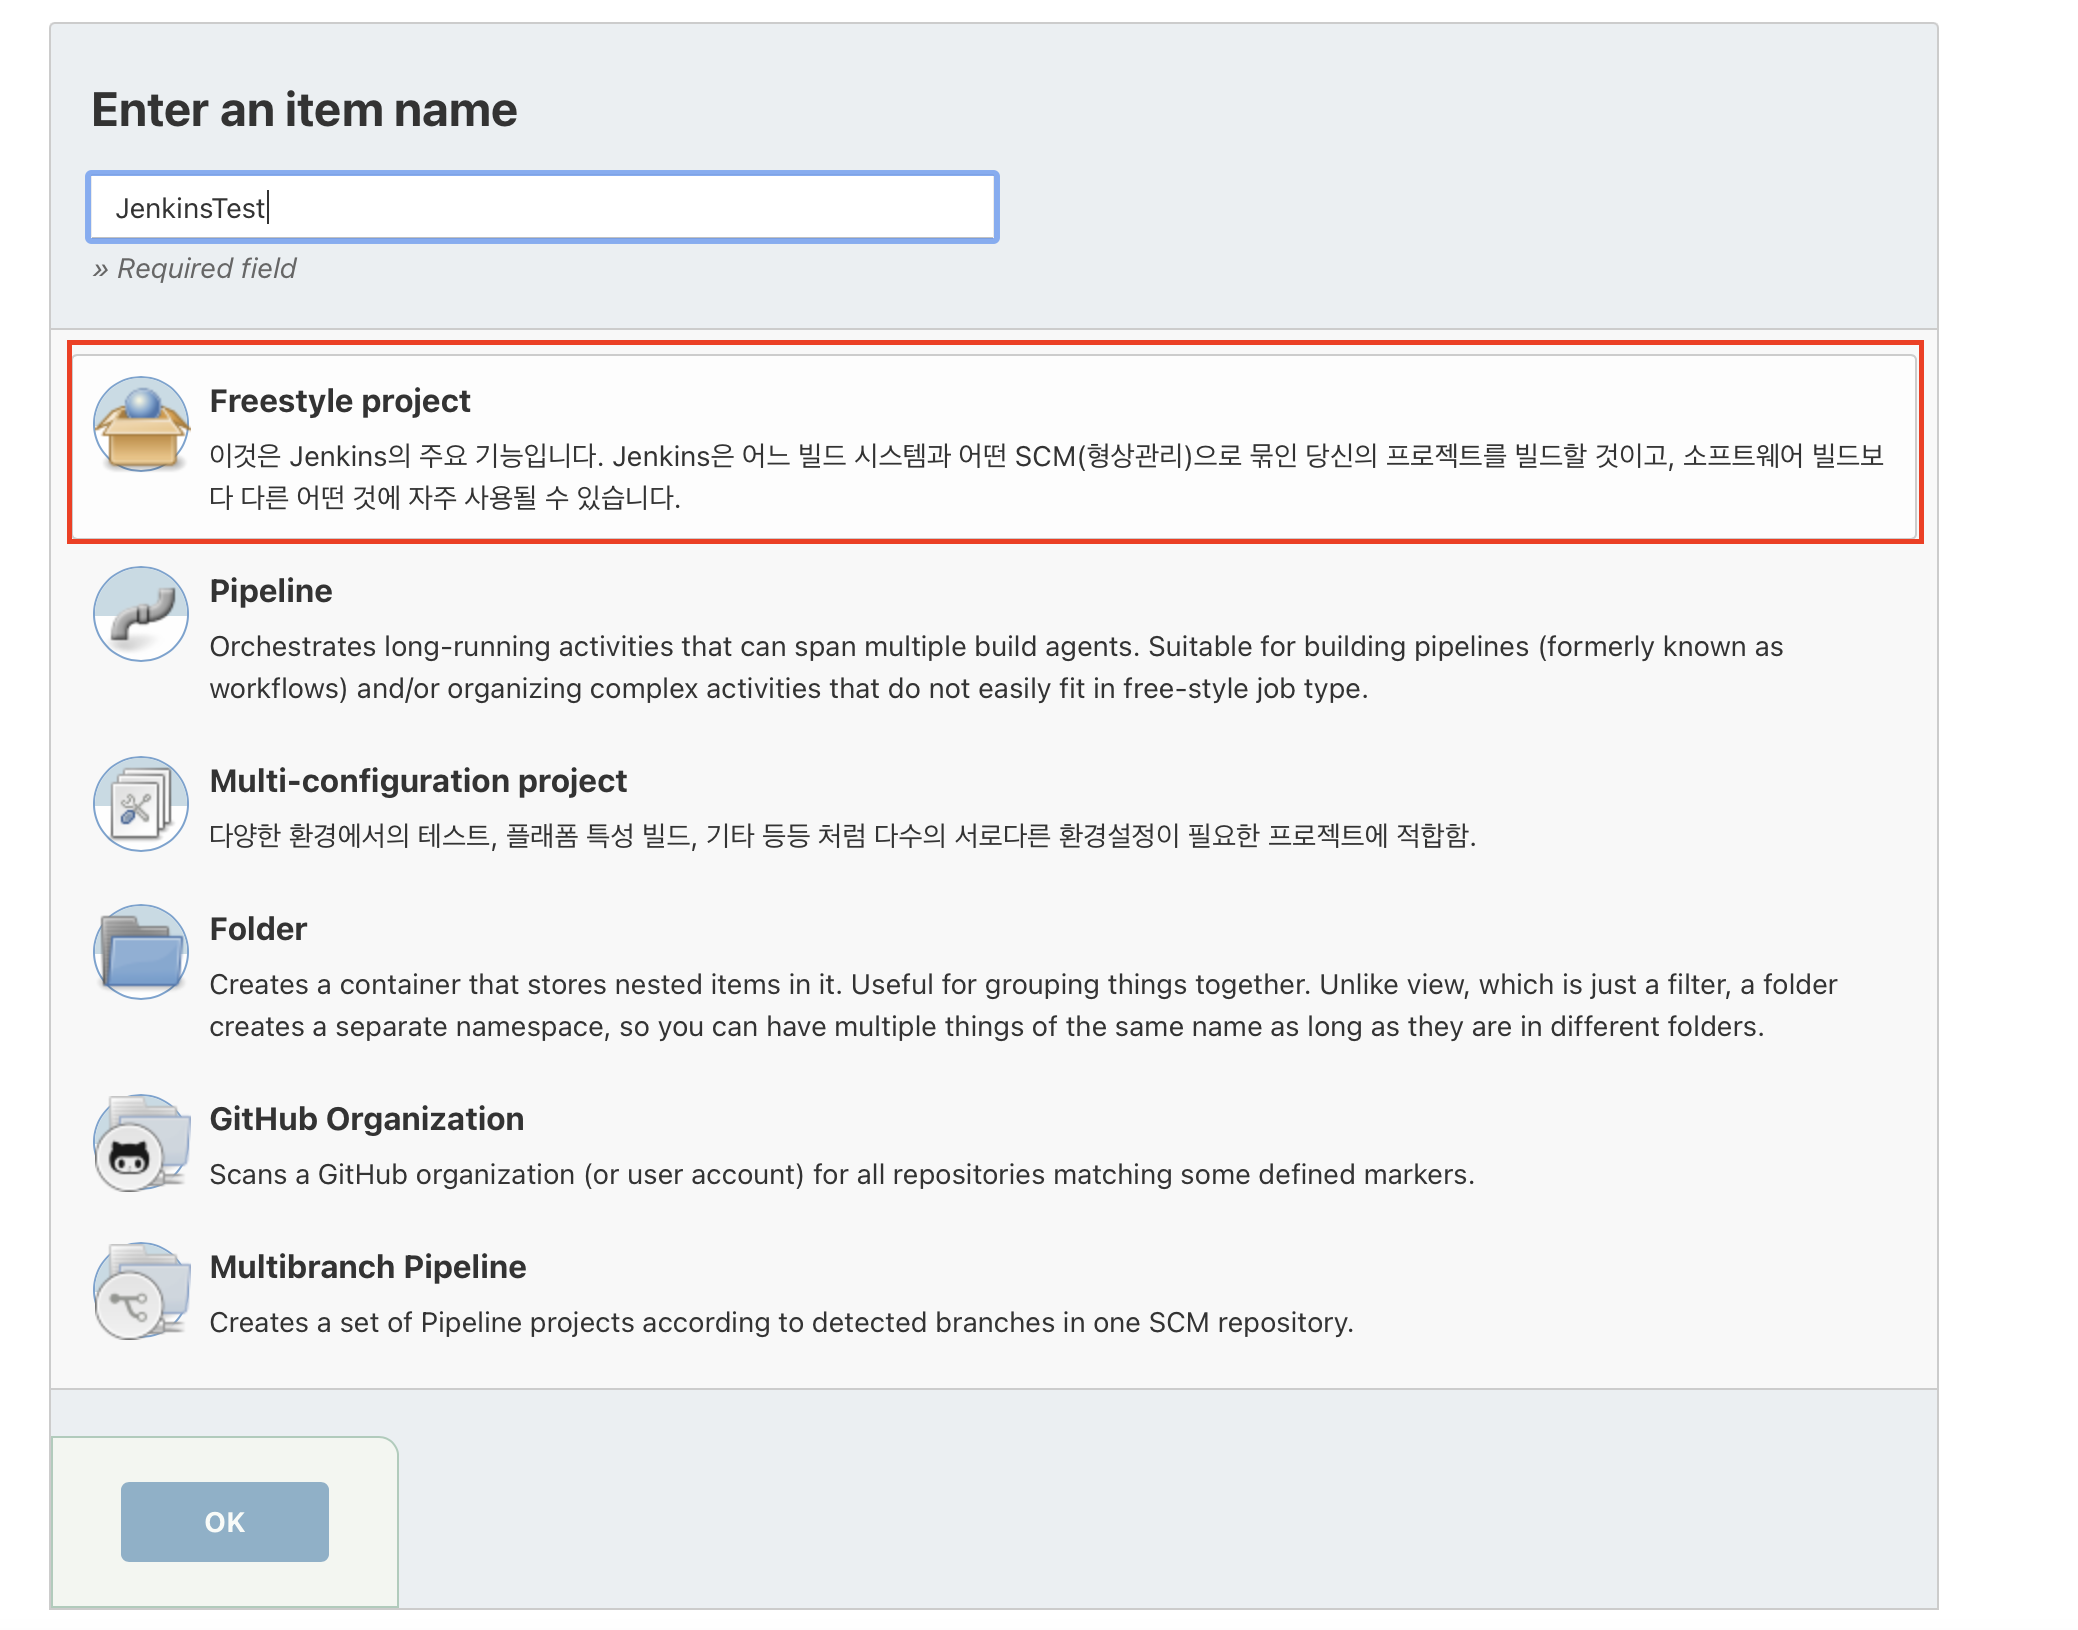 Enter an item name
JenkinsTest
» Required field
Freestyle project
이것은 Jenkins의 주요 기능입니다. Jenkins은 어느 빌드 시스템과 어떤 SCM(형상관리)으로 묶인 당신의 프로젝트를 빌드할 것이고, 소프트웨어 빌드보
다 다른 어떤 것에 자주 사용될 수 있습니다.
Pipeline
Orchestrates long-running activities that can span multiple build agents. Suitable for building pipelines (formerly known as
workflows) and/or organizing complex activities that do not easily fit in free-style job type.
Multi-configuration project
다양한 환경에서의 테스트, 플래폼 특성 빌드, 기타 등등 처럼 다수의 서로다른 환경설정이 필요한 프로젝트에 적합함.
Folder
Creates a container that stores nested items in it. Useful for grouping things together. Unlike view, which is just a filter, a folder
creates a separate namespace, so you can have multiple things of the same name as long as they are in different folders.
GitHub Organization
Scans a GitHub organization (or user account) for all repositories matching some defined markers.
Multibranch Pipeline
Creates a set of Pipeline projects according to detected branches in one SCM repository.
OK